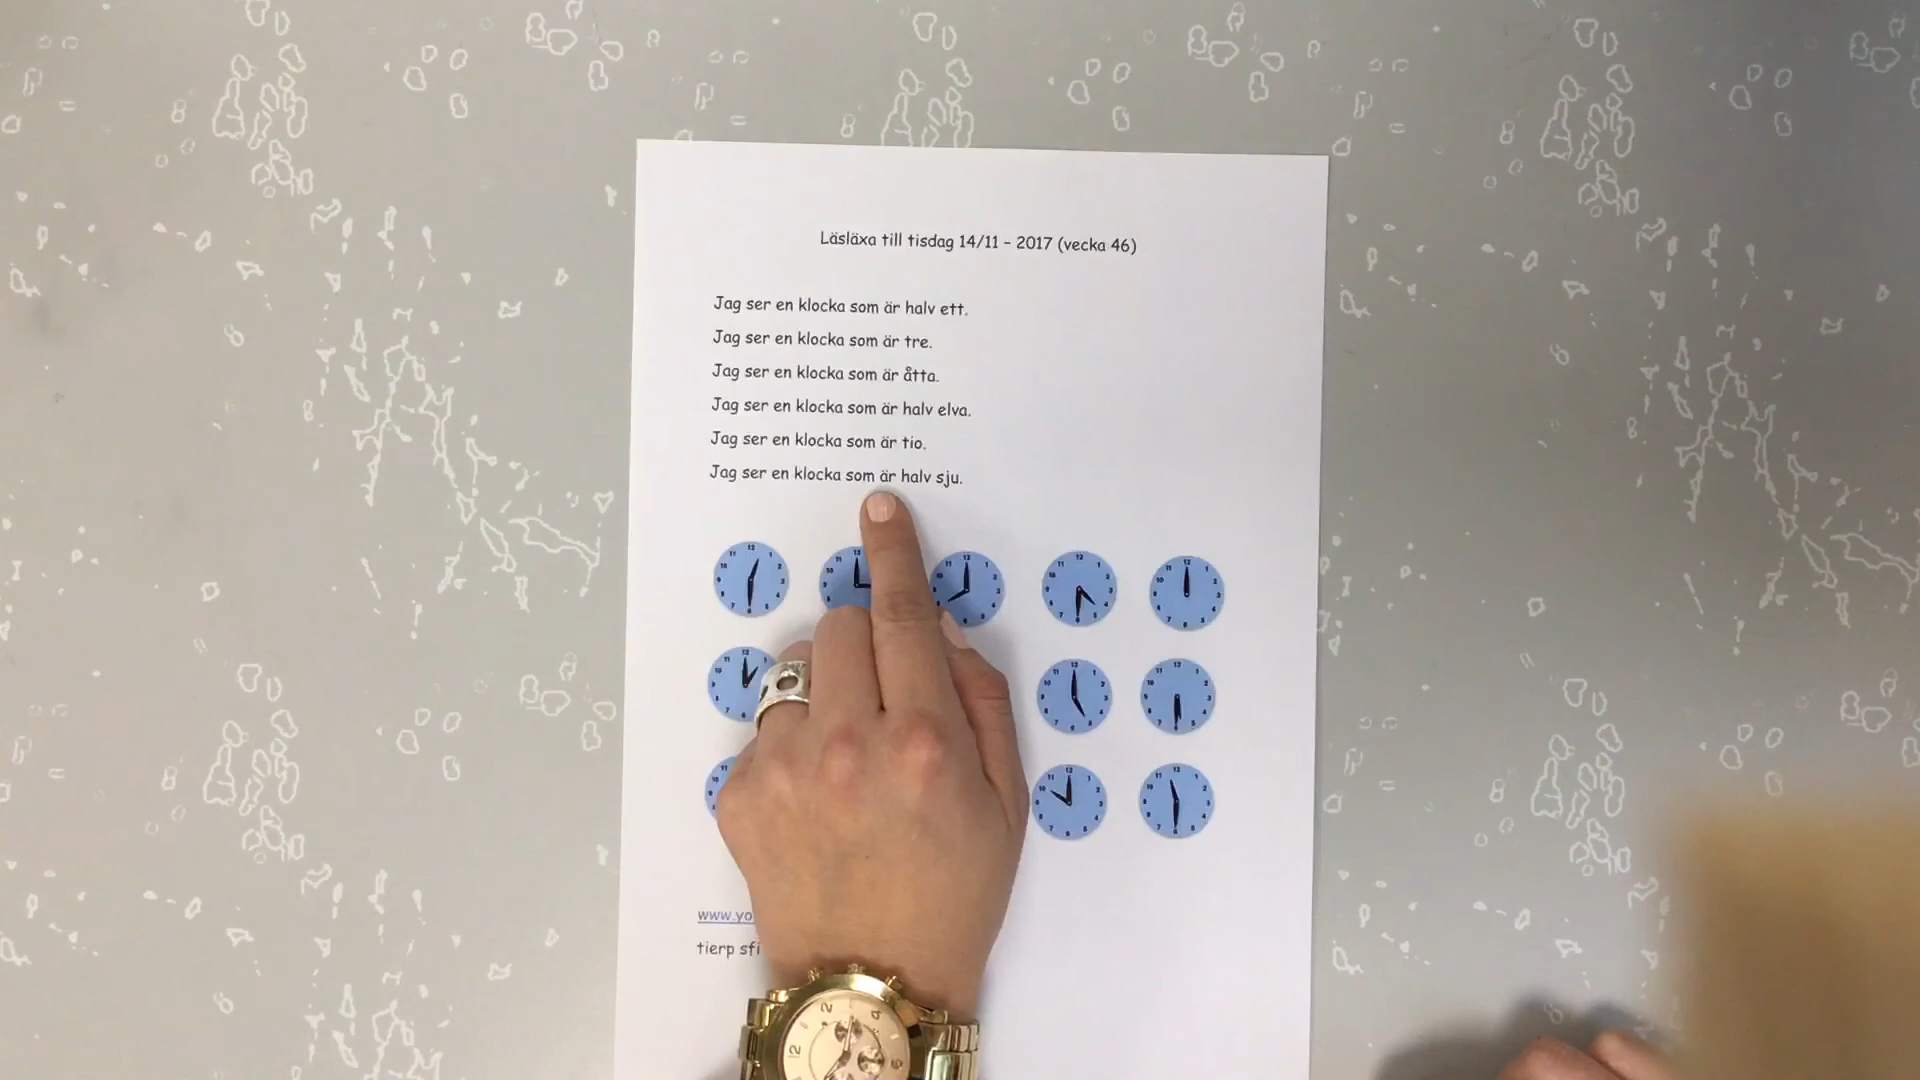 Läsläxa till tisdag 14/11 - 2017 (vecka 46)
Jag ser en klocka som är halv ett.
Jag ser en klocka som är tre.
Jag ser en klocka som är åtta.
Jag ser en klocka som är halv elva.
Jag ser en klocka som är tio.
Jag ser en klocka som är halv sju.
www.yo
tierp sfi